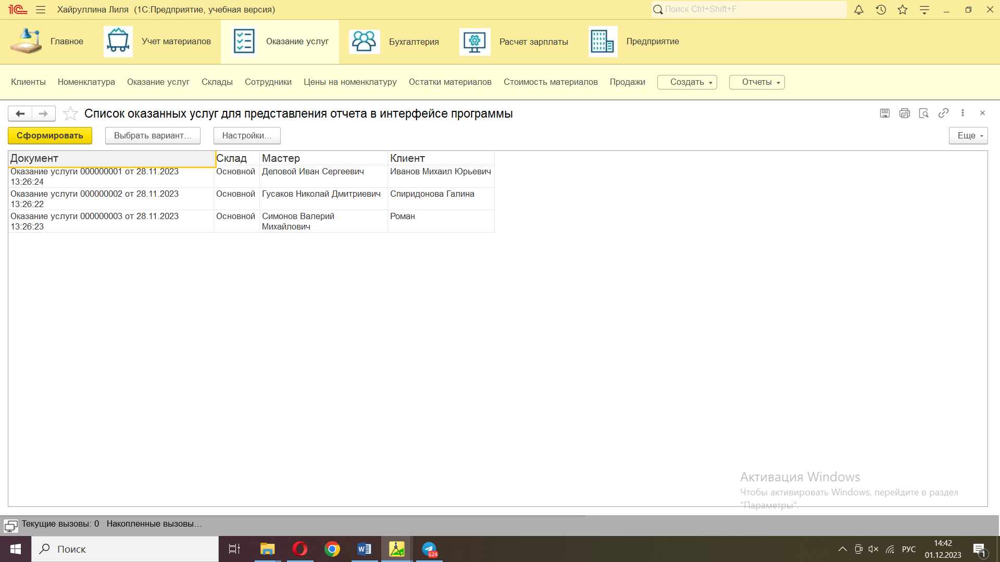 Хайруллина Лиля (1С:Предприятие, учебная версия)
Поиск Ctrl+Shift+F
Главное
Учет материалов
Оказание услуг
Бухгалтерия
Расчет зарплаты
Предприятие
Клиенты Номенклатура Оказание услуг Склады Сотрудники Цены на номенклатуру Остатки материалов Стоимость материалов Продажи Создать Отчеты
Список оказанных услуг для представления отчета в интерфейсе программы
Сформировать Выбрать вариант... Настройки... Еще
Документ Склад Мастер Клиент
Оказание услуги 000000001 от 28.11.2023 Основной Деловой Иван Сергеевич Иванов Михаил Юрьевич
13:26:24
Оказание услуги 000000002 от 28.11.2023 Основной Гусаков Николай Дмитриевич Спиридонова Галина
13:26:22
Оказание услуги 000000003 от 28.11.2023 Основной Симонов Валерий Роман
13:26:23 Михайлович
Активация Windows
Чтобы активировать Windows, перейдите в раздел
"Параметры".
Текущие вызовы: 0 Накопленные вызовы...
Поиск
624
РУС
14:42
01.12.2023
1